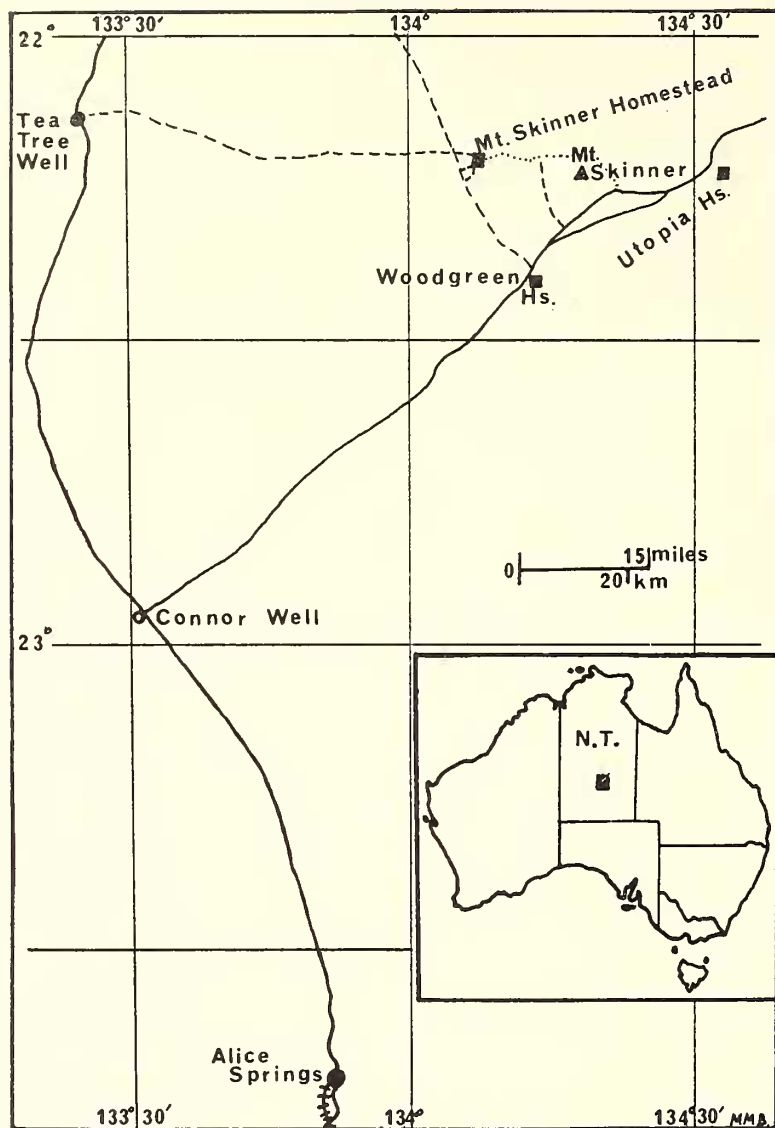 133° 30'
134°
134° 30'
22°
Tea
Tree
Well
Mt. Skinner Homestead
Mt.
Skinner
Utopia Hs.
Woodgreen
Hs.
15 miles
0
20 km
Connor Well
23°
N.T.
Alice
Springs
133° 30'
134°
134° 30'
M.M.B.